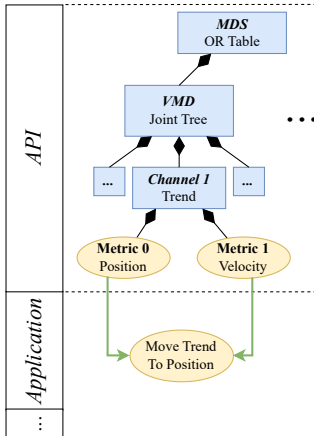 API
MDS
OR Table
VMD
Joint Tree
...
...
Channel 1
Trend
...
Metric 0
Position
Metric 1
Velocity
Application
Move Trend
To Position
...